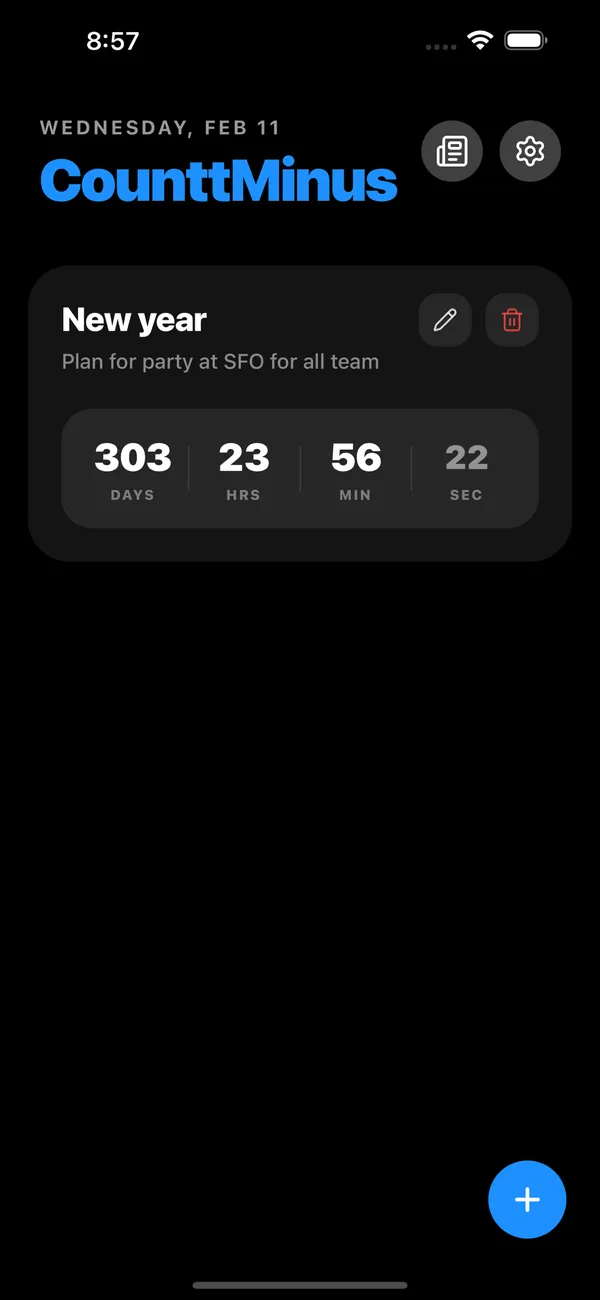 8:57
WEDNESDAY, FEB 11
CounttMinus
New year
Plan for party at SFO for all team
303 23 56 22
DAYS HRS MIN SEC